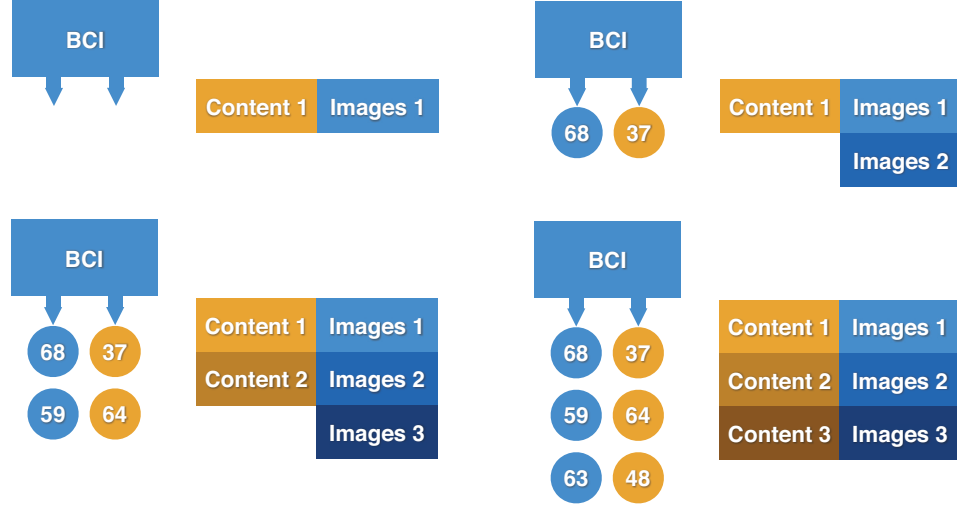 BCI
Content 1 Images 1
BCI
68 37
Content 1 Images 1
Images 2
BCI
68 37
59 64
Content 1 Images 1
Content 2 Images 2
Images 3
BCI
68 37
59 64
63 48
Content 1 Images 1
Content 2 Images 2
Content 3 Images 3